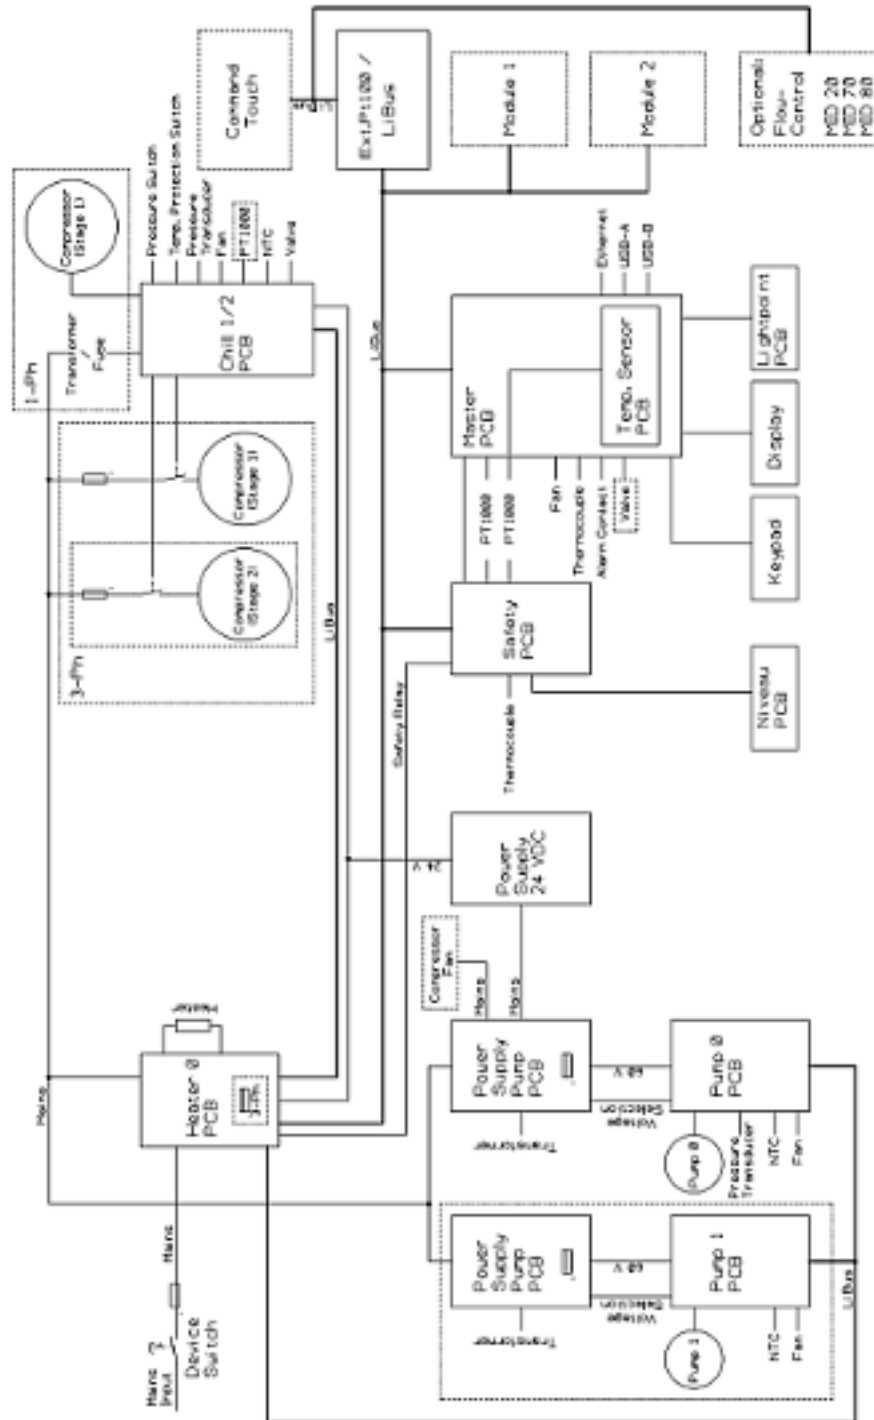 Command
Touch
Ext.Pt100 /
LiBus
Module 1
Module 2
Optional:
Flow-
Control
MID 20
MID 70
MID 80
LiBus
1-Ph
Compressor
(Stage 1)
Transformer
/
Fuse
Pressure Switch
Temp. Protection Switch
Pressure
Transducer
Fan
PT1000
NTC
Valve
Chill 1/2
PCB
3-Ph
Compressor
(Stage 1)
Compressor
(Stage 2)
LiBus
LiBus
Ethernet
USB-A
USB-B
Master
PCB
Temp. Sensor
PCB
Lightpoint
PCB
Display
Keypad
PT1000
PT1000
Fan
Thermocouple
Alarm Contact
Valve
Safety
PCB
Niveau
PCB
Thermocouple
Safety Relay
Power
Supply
24 VDC
24 V
Compressor
Fan
Mains
Mains
Heater
Heater 0
PCB
3-Ph
Mains
Mains
Mains
Input
Device
Switch
Power
Supply
Pump
PCB
Transformer
60 V
Voltage
Selection
Pump 0
PCB
Pump 0
Pressure
Transducer
NTC
Fan
Power
Supply
Pump
PCB
Transformer
60 V
Voltage
Selection
Pump 1
PCB
Pump 1
NTC
Fan
LiBus